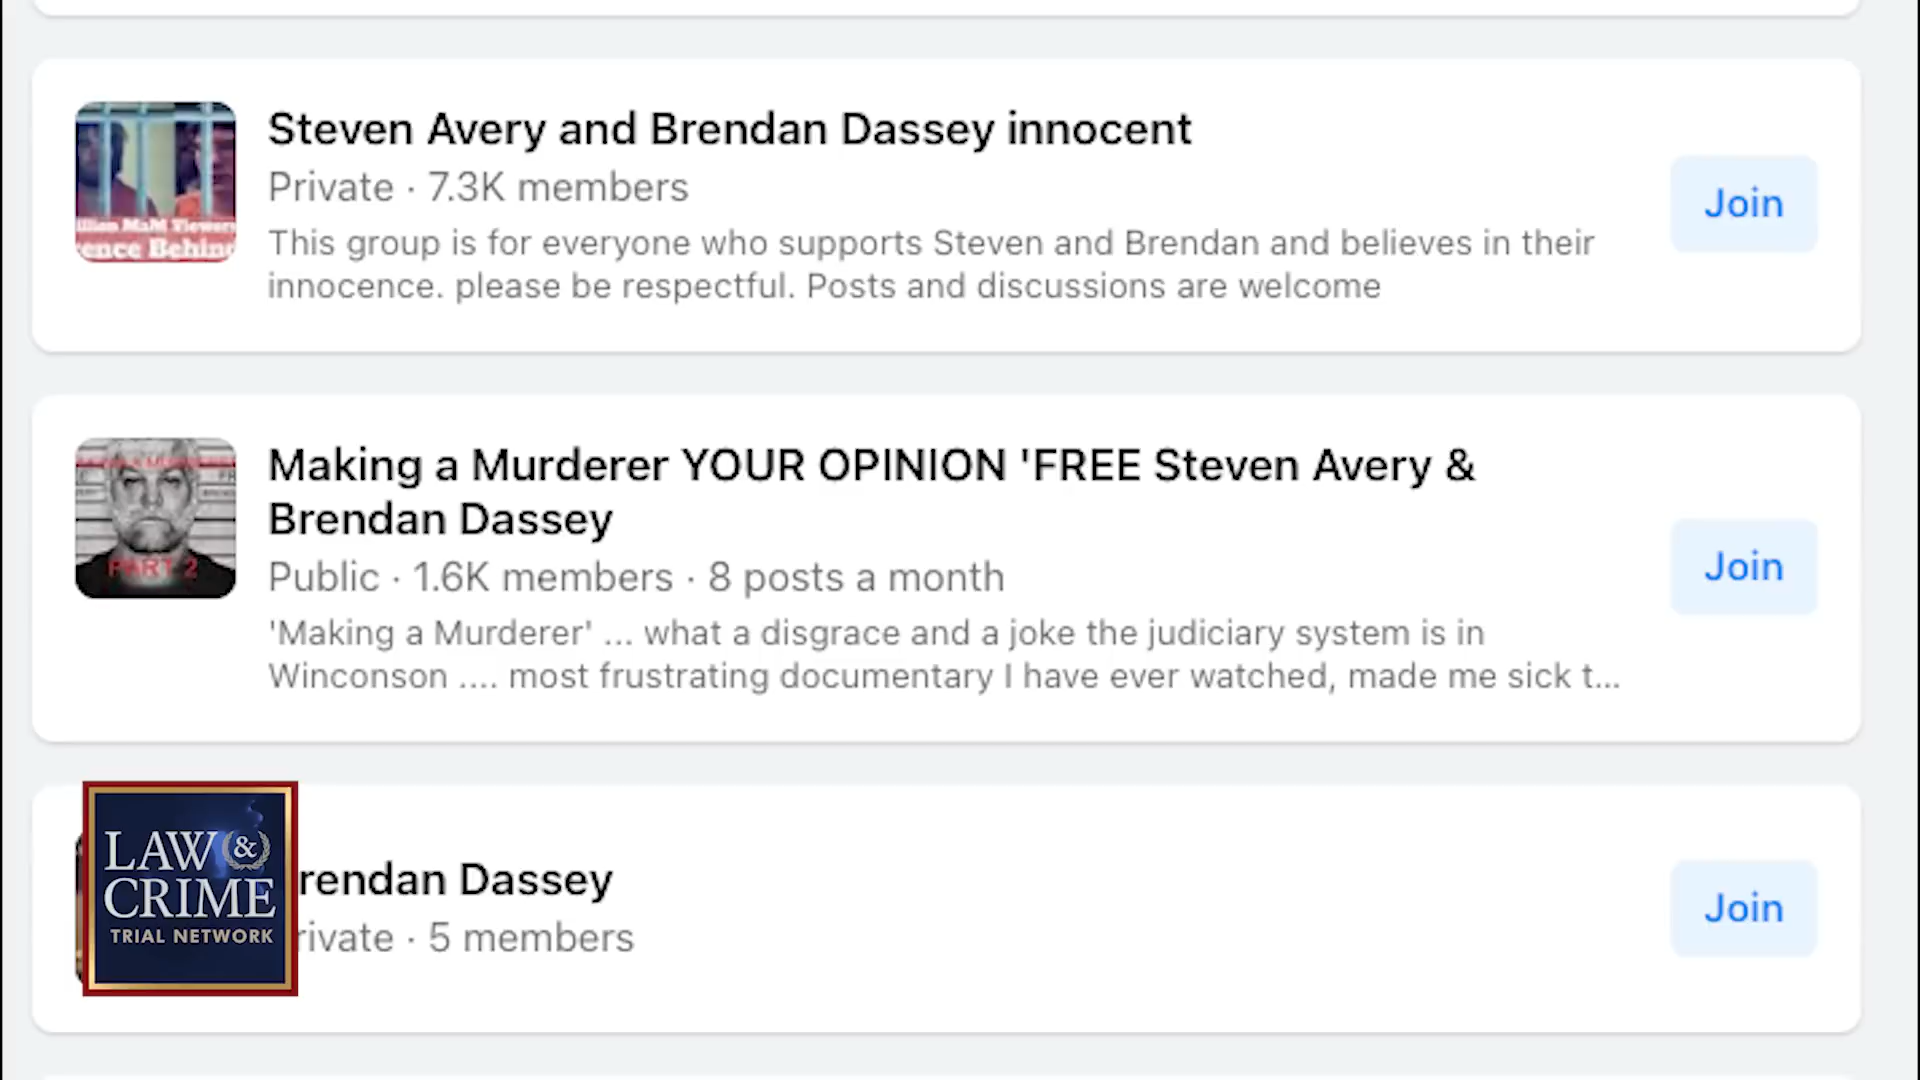 Steven Avery and Brendan Dassey innocent
Private · 7.3K members
This group is for everyone who supports Steven and Brendan and believes in their
innocence. please be respectful. Posts and discussions are welcome
Join
ence Behind
Making a Murderer YOUR OPINION 'FREE Steven Avery &
Brendan Dassey
Public · 1.6K members · 8 posts a month
'Making a Murderer' ... what a disgrace and a joke the judiciary system is in
Winconson .... most frustrating documentary I have ever watched, made me sick t...
Join
PART 2
rendan Dassey
rivate · 5 members
Join
LAW &
CRIME
TRIAL NETWORK